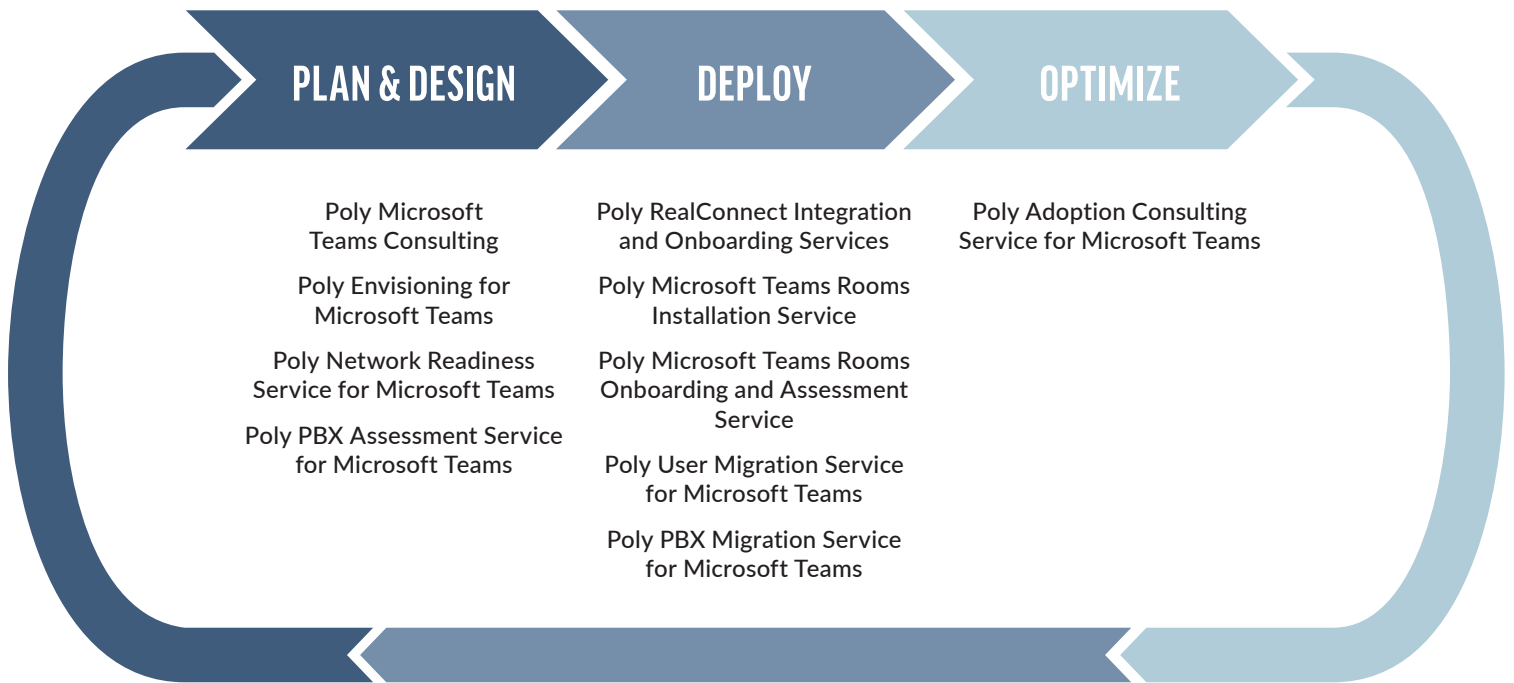 PLAN & DESIGN
DEPLOY
OPTIMIZE
Poly Microsoft
Teams Consulting
Poly Envisioning for
Microsoft Teams
Poly Network Readiness
Service for Microsoft Teams
Poly PBX Assessment Service
for Microsoft Teams
Poly RealConnect Integration
and Onboarding Services
Poly Microsoft Teams Rooms
Installation Service
Poly Microsoft Teams Rooms
Onboarding and Assessment
Service
Poly User Migration Service
for Microsoft Teams
Poly PBX Migration Service
for Microsoft Teams
Poly Adoption Consulting
Service for Microsoft Teams